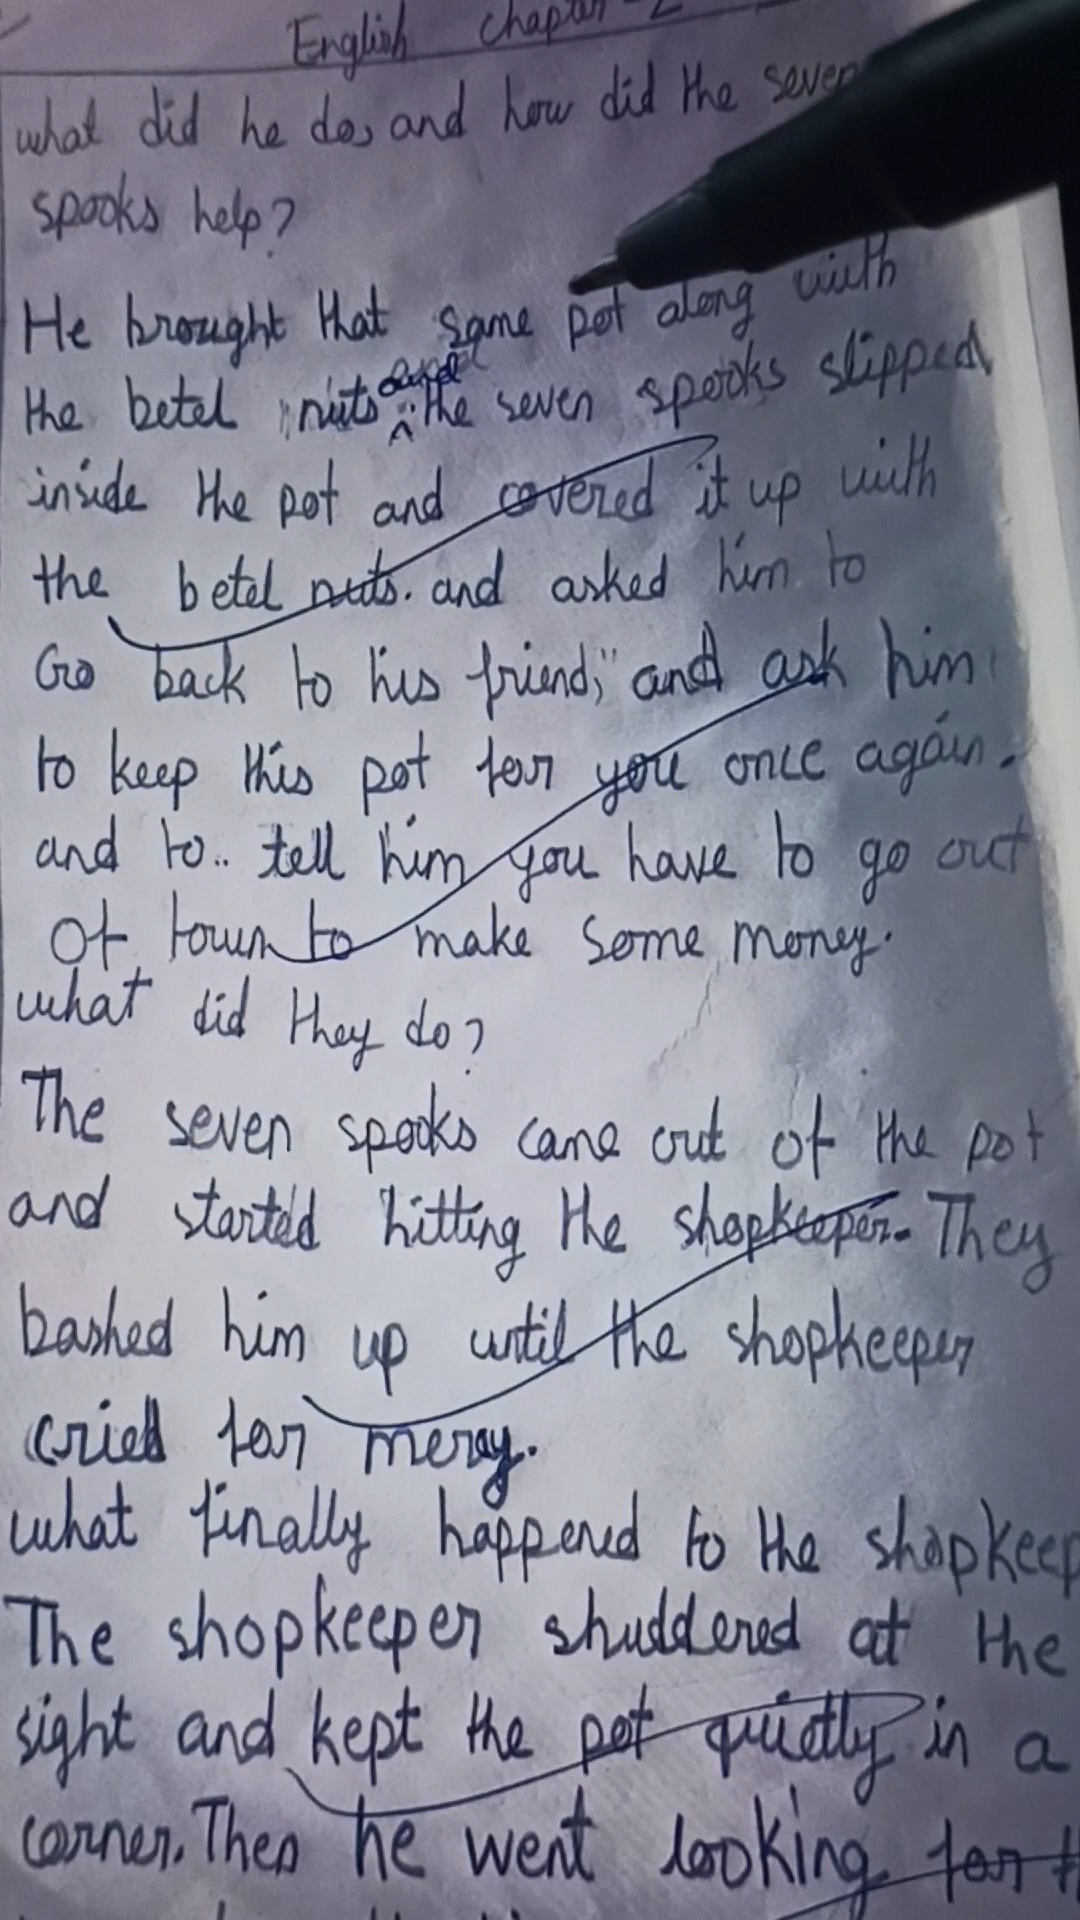 English Chapter - 2
what did he do, and how did the seven
spooks help?
He brought that same pot along with
the betel nuts and the seven spooks slipped
inside the pot and covered it up with
the betel nuts. and asked him to
Go back to his friend," and ask him
to keep this pot for you once again.
and to.. tell him you have to go out
Of town to make some money.
what did they do?
The seven spooks came out of the pot
and started hitting the shopkeeper. They
bashed him up until the shopkeeper
cried for mercy.
what finally happened to the shopkeep
The shopkeeper shuddered at the
sight and kept the pot quietly in a
corner. Then he went looking for